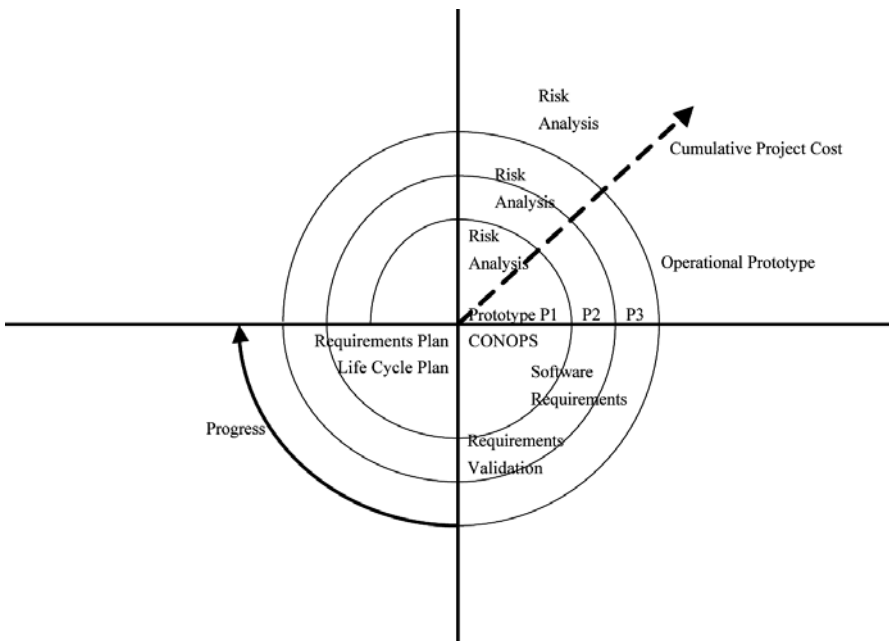 Risk
Analysis
Cumulative Project Cost
Risk
Analysis
Risk
Analysis
Operational Prototype
Prototype P1
P2
P3
Requirements Plan
CONOPS
Life Cycle Plan
Software
Requirements
Progress
Requirements
Validation